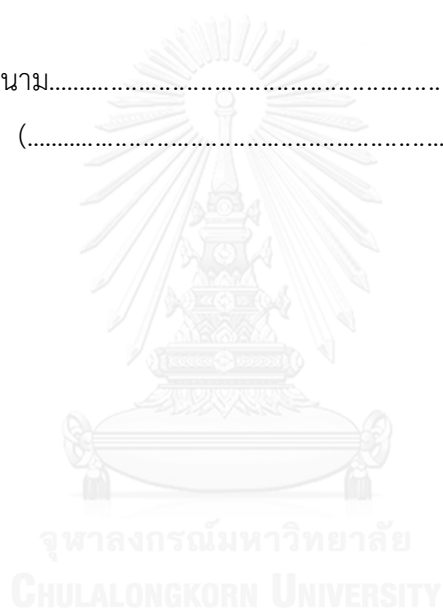 นาม....................................................................
(....................................................................
จุฬาลงกรณ์มหาวิทยาลัย
CHULALONGKORN UNIVERSITY